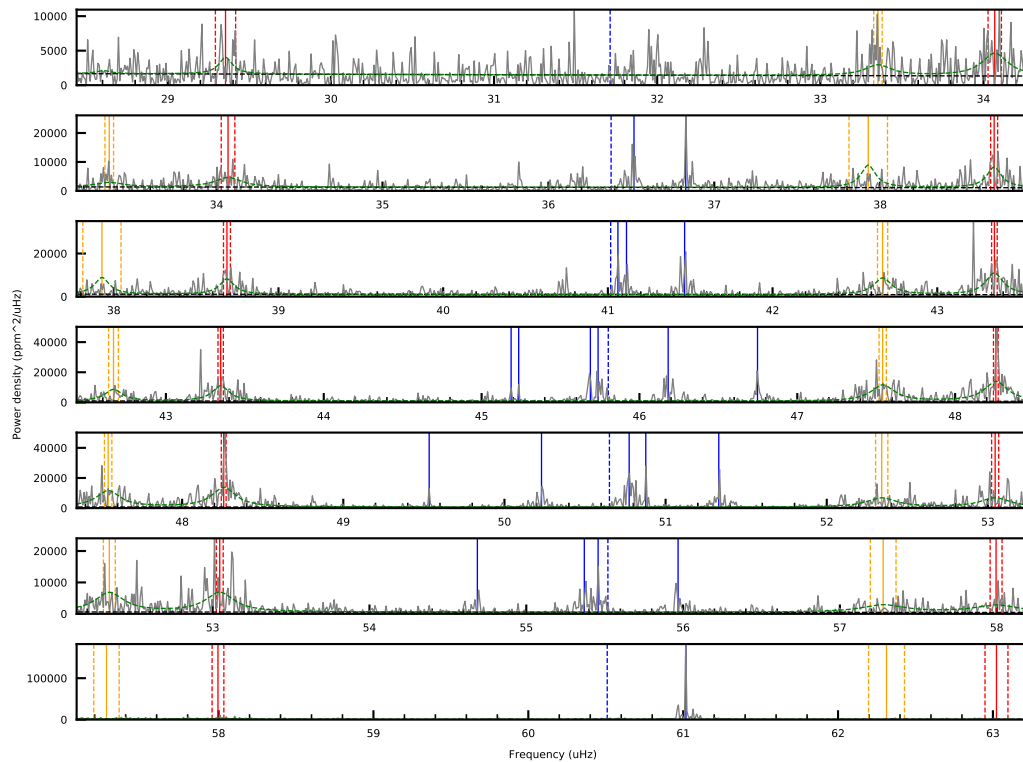 10000
5000
0
29 30 31 32 33 34
20000
10000
0
34 35 36 37 38
20000
0
38 39 40 41 42 43
Power density (ppm^2/uHz)
40000
20000
0
43 44 45 46 47 48
40000
20000
0
48 49 50 51 52 53
20000
10000
0
53 54 55 56 57 58
100000
0
58 59 60 61 62 63
Frequency (uHz)